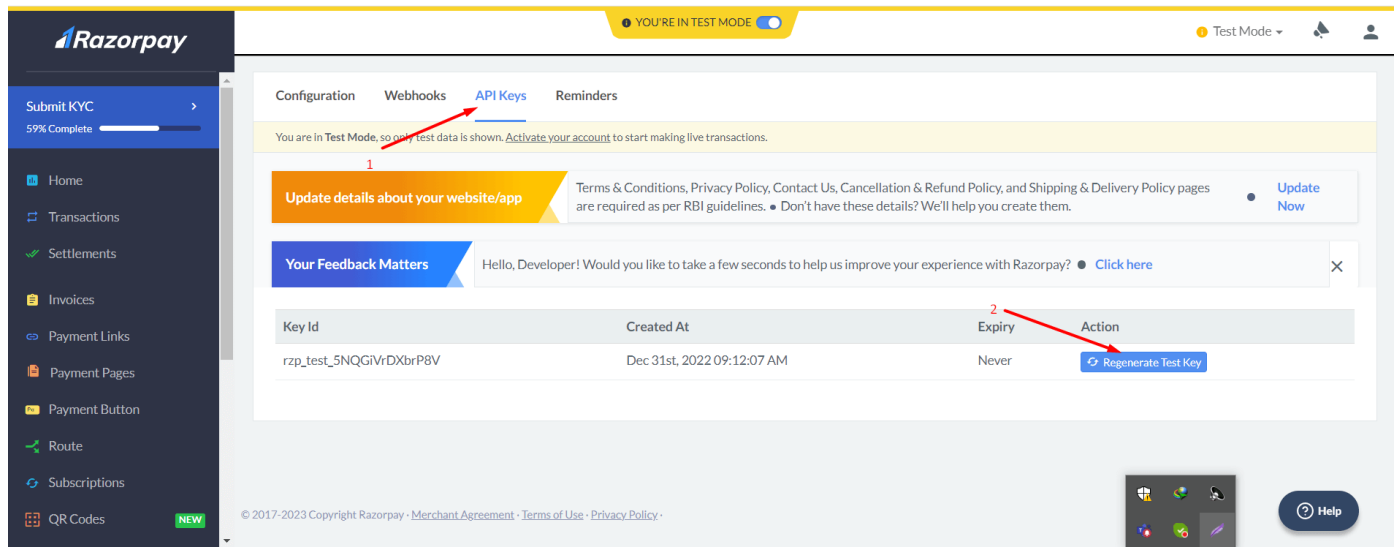 YOU'RE IN TEST MODE
Razorpay
Test Mode
Submit KYC
59% Complete
Home
Transactions
Settlements
Invoices
Payment Links
Payment Pages
Payment Button
Route
Subscriptions
QR Codes NEW
Configuration Webhooks API Keys Reminders
You are in Test Mode, so only test data is shown. Activate your account to start making live transactions.
1
Update details about your website/app
Terms & Conditions, Privacy Policy, Contact Us, Cancellation & Refund Policy, and Shipping & Delivery Policy pages
are required as per RBI guidelines. • Don't have these details? We'll help you create them.
Update
Now
Your Feedback Matters
Hello, Developer! Would you like to take a few seconds to help us improve your experience with Razorpay? • Click here
2
Key Id Created At Expiry Action
rzp_test_5NQGiVrDXbrP8V Dec 31st, 2022 09:12:07 AM Never Regenerate Test Key
© 2017-2023 Copyright Razorpay · Merchant Agreement · Terms of Use · Privacy Policy ·
Help